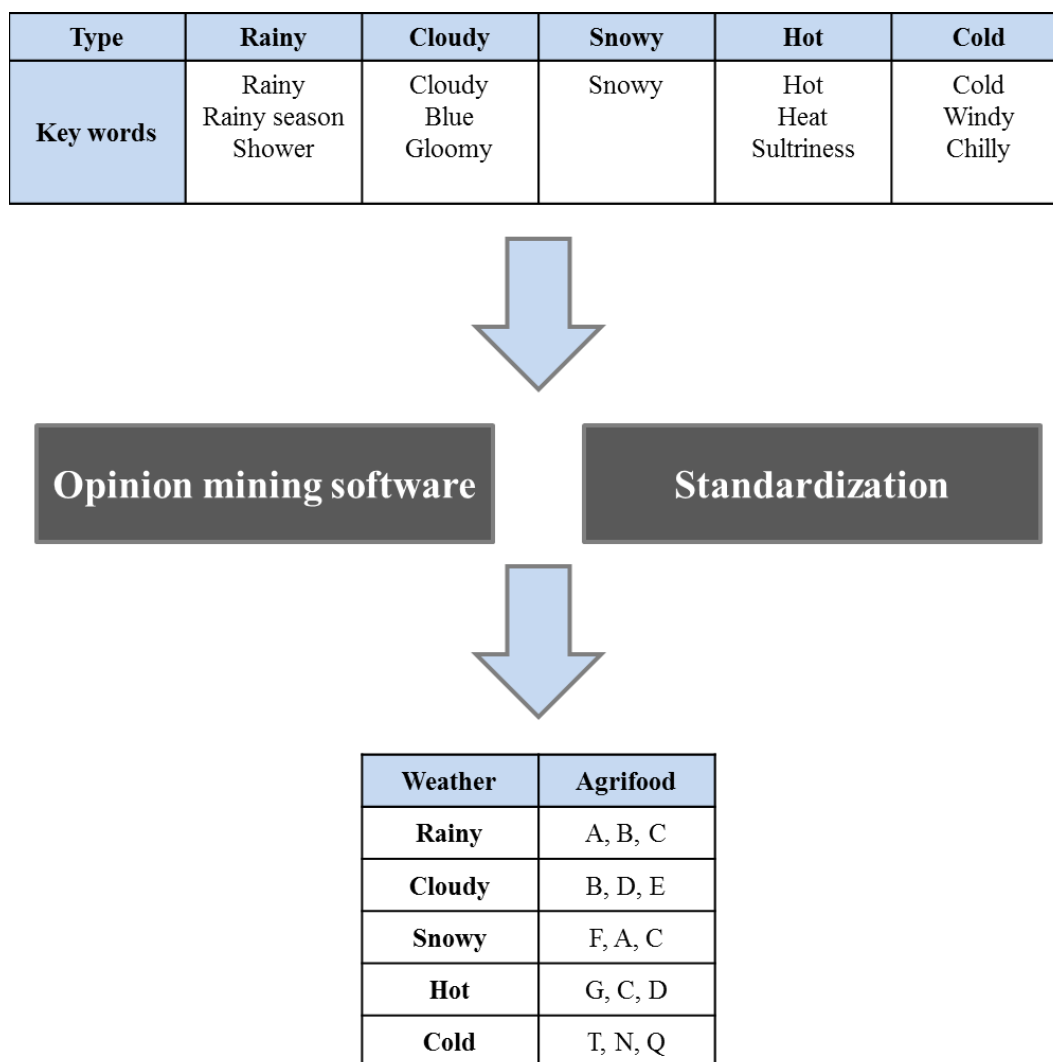 Type Rainy Cloudy Snowy Hot Cold
Key words
Rainy
Rainy season
Shower
Cloudy
Blue
Gloomy
Snowy
Hot
Heat
Sultriness
Cold
Windy
Chilly
Opinion mining software
Standardization
Weather Agrifood
Rainy A, B, C
Cloudy B, D, E
Snowy F, A, C
Hot G, C, D
Cold T, N, Q